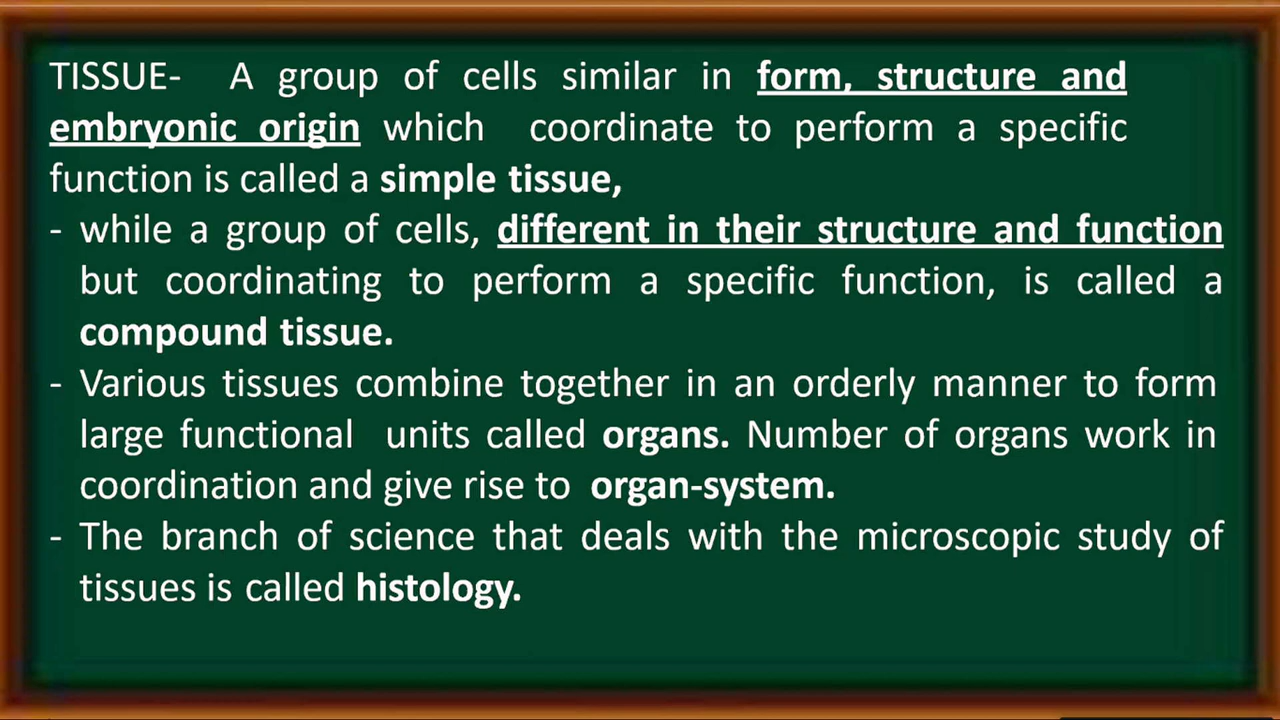 TISSUE- A group of cells similar in form, structure and
embryonic origin which coordinate to perform a specific
function is called a simple tissue,
- while a group of cells, different in their structure and function
but coordinating to perform a specific function, is called a
compound tissue.
- Various tissues combine together in an orderly manner to form
large functional units called organs. Number of organs work in
coordination and give rise to organ-system.
- The branch of science that deals with the microscopic study of
tissues is called histology.